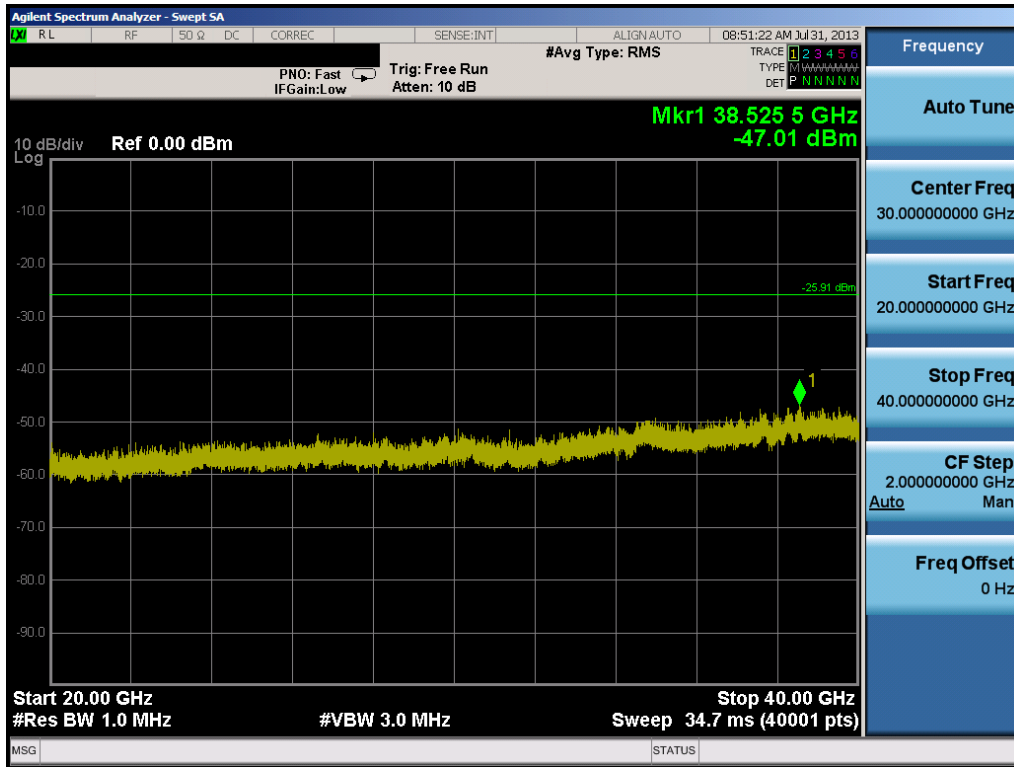 Agilent Spectrum Analyzer - Swept SA
LXI RL RF 50 Ω DC CORREC SENSE:INT ALIGN AUTO 08:51:22 AM Jul 31, 2013
#Avg Type: RMS
TRACE 1 2 3 4 5 6
PNO: Fast Trig: Free Run
TYPE M WWWWW
IFGain:Low Atten: 10 dB
DET P N N N N N
Mkr1 38.525 5 GHz
-47.01 dBm
10 dB/div Ref 0.00 dBm
Log
-10.0
-20.0
-25.91 dBm
-30.0
-40.0
1
-50.0
-60.0
-70.0
-80.0
-90.0
Start 20.00 GHz Stop 40.00 GHz
#Res BW 1.0 MHz #VBW 3.0 MHz Sweep 34.7 ms (40001 pts)
MSG STATUS
Frequency
Auto Tune
Center Freq
30.000000000 GHz
Start Freq
20.000000000 GHz
Stop Freq
40.000000000 GHz
CF Step
2.000000000 GHz
Auto Man
Freq Offset
0 Hz